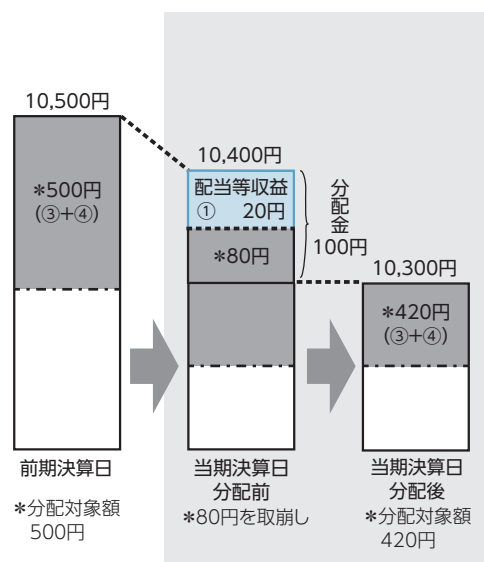 10,500円
*500円
(③+④)
前期決算日
*分配対象額
500円
10,400円
配当等収益
① 20円
*80円
分配金
100円
当期決算日
分配前
*80円を取崩し
10,300円
*420円
(③+④)
当期決算日
分配後
*分配対象額
420円